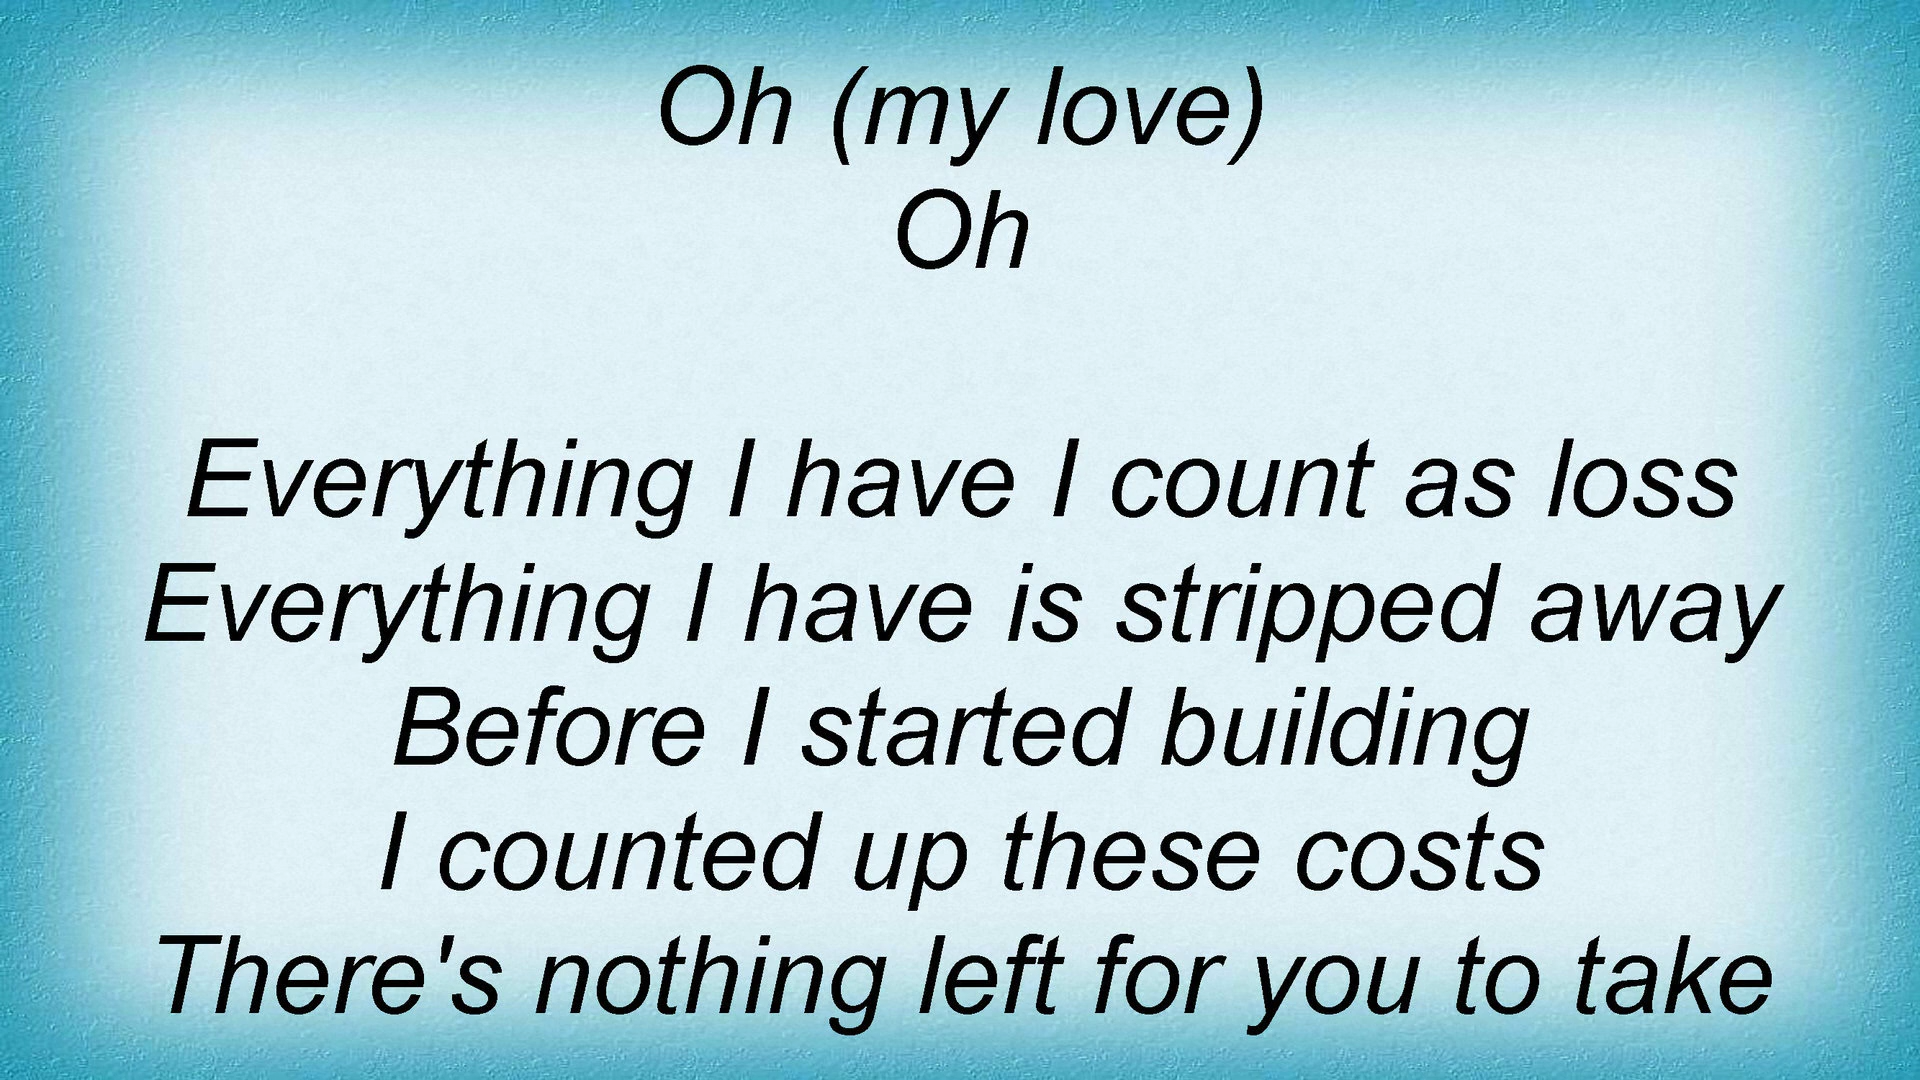 Oh (my love)
Oh
Everything I have I count as loss
Everything I have is stripped away
Before I started building
I counted up these costs
There's nothing left for you to take